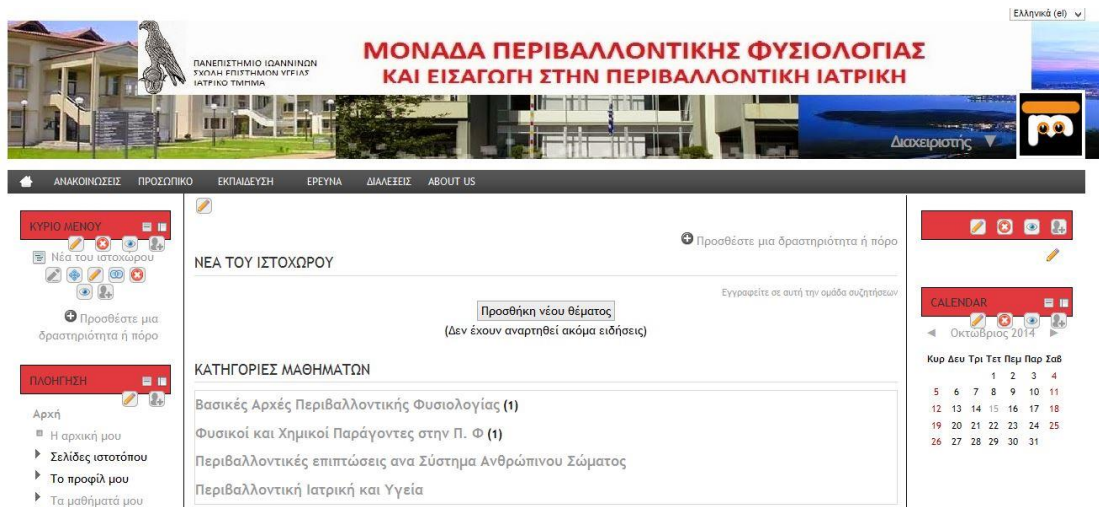 Ελληνικά (el)
ΠΑΝΕΠΙΣΤΗΜΙΟ ΙΩΑΝΝΙΝΩΝ
ΣΧΟΛΗ ΕΠΙΣΤΗΜΩΝ ΥΓΕΙΑΣ
ΙΑΤΡΙΚΟ ΤΜΗΜΑ
ΜΟΝΑΔΑ ΠΕΡΙΒΑΛΛΟΝΤΙΚΗΣ ΦΥΣΙΟΛΟΓΙΑΣ
ΚΑΙ ΕΙΣΑΓΩΓΗ ΣΤΗΝ ΠΕΡΙΒΑΛΛΟΝΤΙΚΗ ΙΑΤΡΙΚΗ
Διαχειριστής
ΑΝΑΚΟΙΝΩΣΕΙΣ ΠΡΟΣΩΠΙΚΟ ΕΚΠΑΙΔΕΥΣΗ ΕΡΕΥΝΑ ΔΙΑΛΕΞΕΙΣ ABOUT US
ΚΥΡΙΟ ΜΕΝΟΥ
Νέα του ιστοχώρου
Προσθέστε μια
δραστηριότητα ή πόρο
ΠΛΟΗΓΗΣΗ
Αρχή
Η αρχική μου
Σελίδες ιστοτόπου
Το προφίλ μου
Τα μαθήματά μου
Προσθέστε μια δραστηριότητα ή πόρο
ΝΕΑ ΤΟΥ ΙΣΤΟΧΩΡΟΥ
Εγγραφείτε σε αυτή την ομάδα συζητήσεων
Προσθήκη νέου θέματος
(Δεν έχουν αναρτηθεί ακόμα ειδήσεις)
ΚΑΤΗΓΟΡΙΕΣ ΜΑΘΗΜΑΤΩΝ
Βασικές Αρχές Περιβαλλοντικής Φυσιολογίας (1)
Φυσικοί και Χημικοί Παράγοντες στην Π. Φ (1)
Περιβαλλοντικές επιπτώσεις ανα Σύστημα Ανθρώπινου Σώματος
Περιβαλλοντική Ιατρική και Υγεία
CALENDAR
Οκτώβριος 2014
Κυρ Δευ Τρι Τετ Πεμ Παρ Σαβ
1 2 3 4
5 6 7 8 9 10 11
12 13 14 15 16 17 18
19 20 21 22 23 24 25
26 27 28 29 30 31